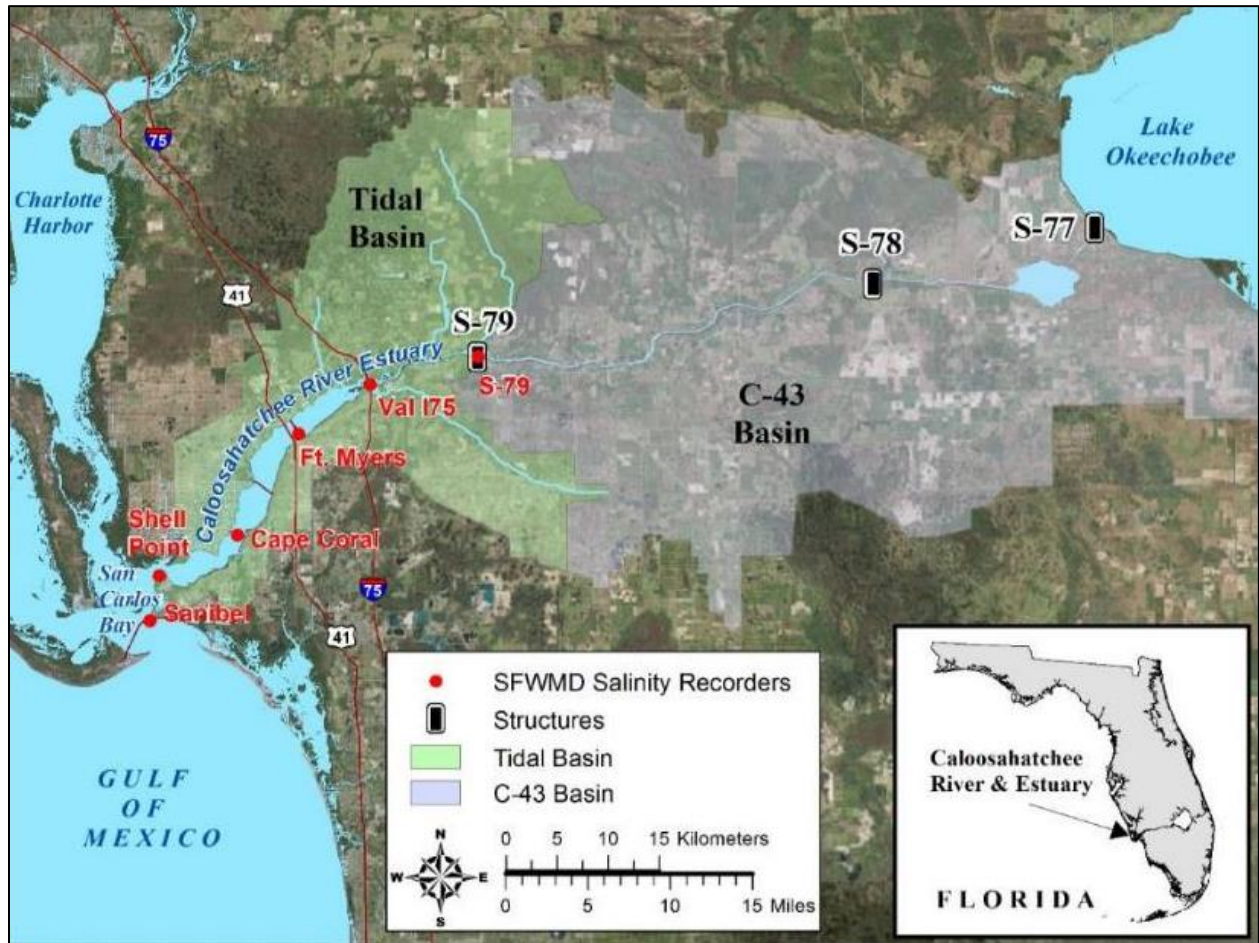 75
Charlotte
Harbor
41
Tidal
Basin
Lake
Okeechobee
S-77
S-78
S-79
S-79
Caloosahatchee River Estuary
Val I75
Ft. Myers
C-43
Basin
Shell
Point
Cape Coral
San
Carlos
Bay
Sanibel
75
41
GULF
OF
MEXICO
SFWMD Salinity Recorders
Structures
Tidal Basin
C-43 Basin
N
W
E
S
0 5 10 15 Kilometers
0 5 10 15 Miles
Caloosahatchee
River & Estuary
FLORIDA